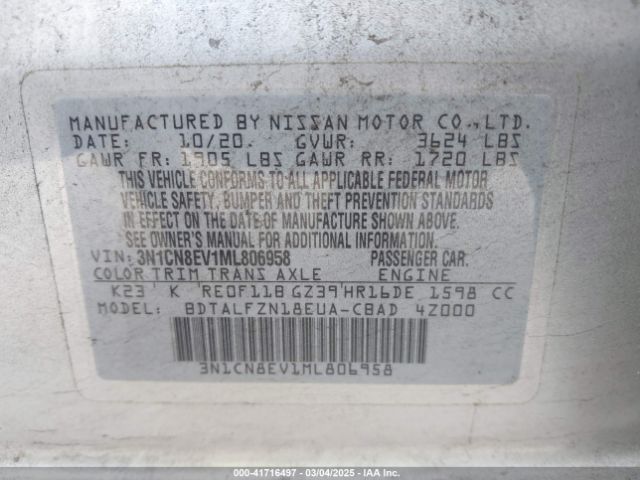 MANUFACTURED BY NISSAN MOTOR CO.,LTD.
DATE: 10/20. GVWR: 3624 LBS
GAWR FR: 1905 LBS GAWR RR: 1720 LBS
THIS VEHICLE CONFORMS TO ALL APPLICABLE FEDERAL MOTOR
VEHICLE SAFETY, BUMPER AND THEFT PREVENTION STANDARDS
IN EFFECT ON THE DATE OF MANUFACTURE SHOWN ABOVE.
SEE OWNER'S MANUAL FOR ADDITIONAL INFORMATION.
VIN: 3N1CN8EV1ML806958 PASSENGER CAR.
COLOR TRIM TRANS AXLE ENGINE
K23 K RE0F11B GZ39 HR16DE 1598 CC
MODEL: BDTALFZN18EUA-CBAD 4Z000
3N1CN8EV1ML806958
000-41716497 - 03/04/2025 - IAAI, Inc.